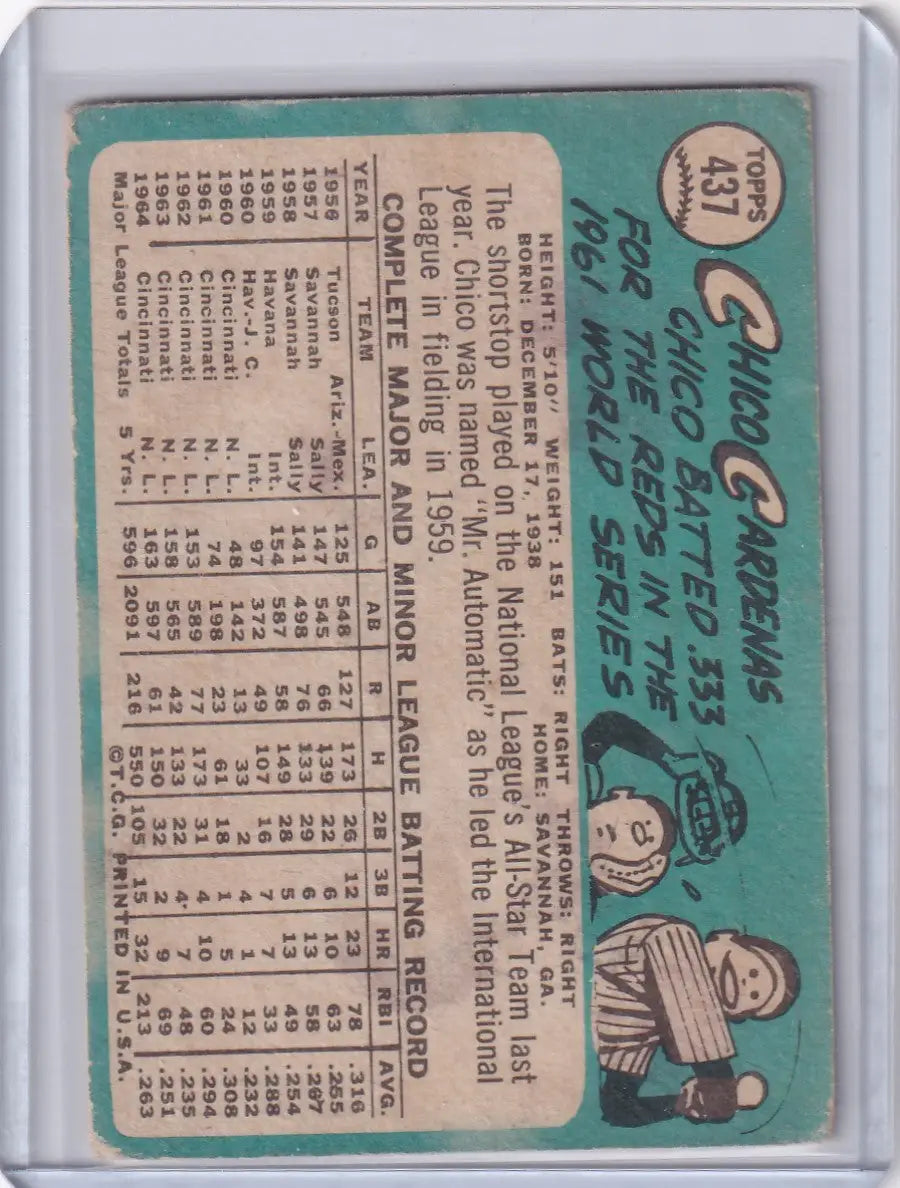 TOPPS
437
CHICO CARDENAS
CHICO BATTED .333
FOR THE REDS IN THE
1961 WORLD SERIES
HEIGHT: 5'10" WEIGHT: 151 BATS: RIGHT THROWS: RIGHT
BORN: DECEMBER 17, 1938 HOME: SAVANNAH, GA.
The shortstop played on the National League's All-Star Team last
year. Chico was named "Mr. Automatic" as he led the International
League in fielding in 1959.
COMPLETE MAJOR AND MINOR LEAGUE BATTING RECORD
YEAR TEAM LEA. G AB R H 2B 3B HR RBI AVG.
1956 Tucson Ariz.-Mex. 125 548 127 173 26 12 23 78 .316
1957 Savannah Sally 147 545 66 139 22 6 10 63 .255
1958 Savannah Sally 141 498 76 133 29 6 13 58 .267
1959 Havana Int. 154 587 58 149 28 5 13 49 .254
1960 Hav.-J. C. Int. 97 372 49 107 16 7 7 33 .288
1960 Cincinnati N. L. 48 142 13 33 2 4 1 12 .232
1961 Cincinnati N. L. 74 198 23 61 18 1 5 24 .308
1962 Cincinnati N. L. 153 589 77 173 31 4 10 60 .294
1963 Cincinnati N. L. 158 565 42 133 22 4 7 48 .235
1964 Cincinnati N. L. 163 597 61 150 32 2 9 69 .251
Major League Totals 5 Yrs. 596 2091 216 550 105 15 32 213 .263
©T.C.G. PRINTED IN U.S.A.